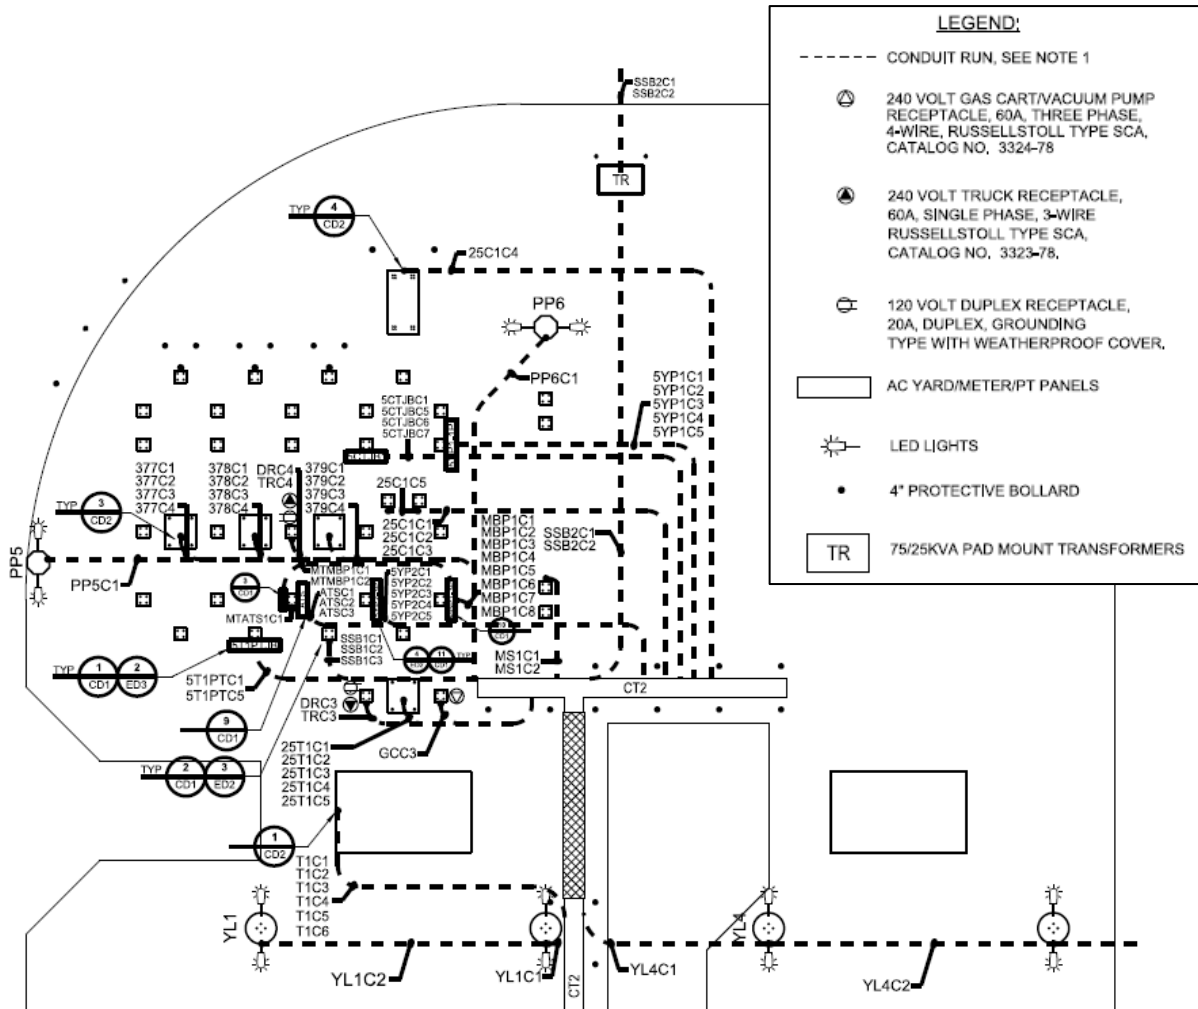 LEGEND:
CONDUIT RUN, SEE NOTE 1
240 VOLT GAS CART/VACUUM PUMP
RECEPTACLE, 60A, THREE PHASE,
4-WIRE, RUSSELLSTOLL TYPE SCA,
CATALOG NO. 3324-78
240 VOLT TRUCK RECEPTACLE,
60A, SINGLE PHASE, 3-WIRE
RUSSELLSTOLL TYPE SCA,
CATALOG NO. 3323-78.
120 VOLT DUPLEX RECEPTACLE,
20A, DUPLEX, GROUNDING
TYPE WITH WEATHERPROOF COVER.
AC YARD/METER/PT PANELS
LED LIGHTS
4" PROTECTIVE BOLLARD
TR
75/25KVA PAD MOUNT TRANSFORMERS
SSB2C1
SSB2C2
TR
TYP
4
CD2
25C1C4
PP6
PP6C1
5YP1C1
5YP1C2
5YP1C3
5YP1C4
5YP1C5
5CTJBC1
5CTJBC5
5CTJBC6
5CTJBC7
377C1
377C2
377C3
377C4
378C1
378C2
378C3
378C4
DRC4
TRC4
379C1
379C2
379C3
379C4
25C1C5
25C1C1
25C1C2
25C1C3
MBP1C1
MBP1C2
MBP1C3
MBP1C4
MBP1C5
MBP1C6
MBP1C7
MBP1C8
SSB2C1
SSB2C2
TYP
3
CD2
PP5
PP5C1
MTMBP1C1
MTMBP1C2
ATSC1
ATSC2
ATSC3
5YP2C1
5YP2C2
5YP2C3
5YP2C4
5YP2C5
CD1
MTATS1C1
CD1
SSB1C1
SSB1C2
SSB1C3
11
CD1
TYP
MS1C1
MS1C2
TYP
1
CD1
2
ED3
5T1PTC1
5T1PTC5
CT2
9
CD1
DRC3
TRC3
GCC3
TYP
2
CD1
3
ED2
25T1C1
25T1C2
25T1C3
25T1C4
25T1C5
1
CD2
T1C1
T1C2
T1C3
T1C4
T1C5
T1C6
YL1
YL4
YL1C2
YL1C1
CT2
YL4C1
YL4C2